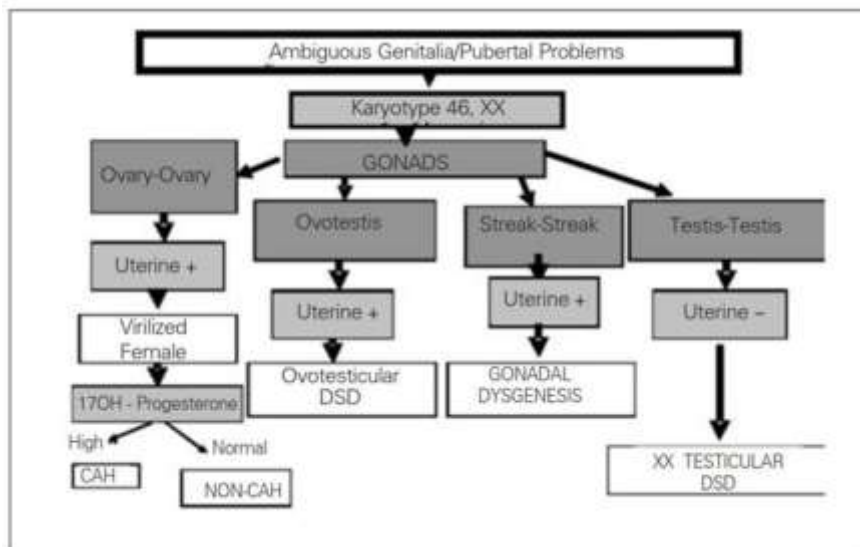 Ambiguous Genitalia/Pubertal Problems
Karyotype 46, XX
GONADS
Ovary-Ovary
Ovotestis
Streak-Streak
Testis-Testis
Uterine +
Uterine +
Uterine +
Uterine –
Virilized
Female
Ovotesticular
DSD
GONADAL
DYSGENESIS
17OH - Progesterone
High
Normal
CAH
NON-CAH
XX TESTICULAR
DSD